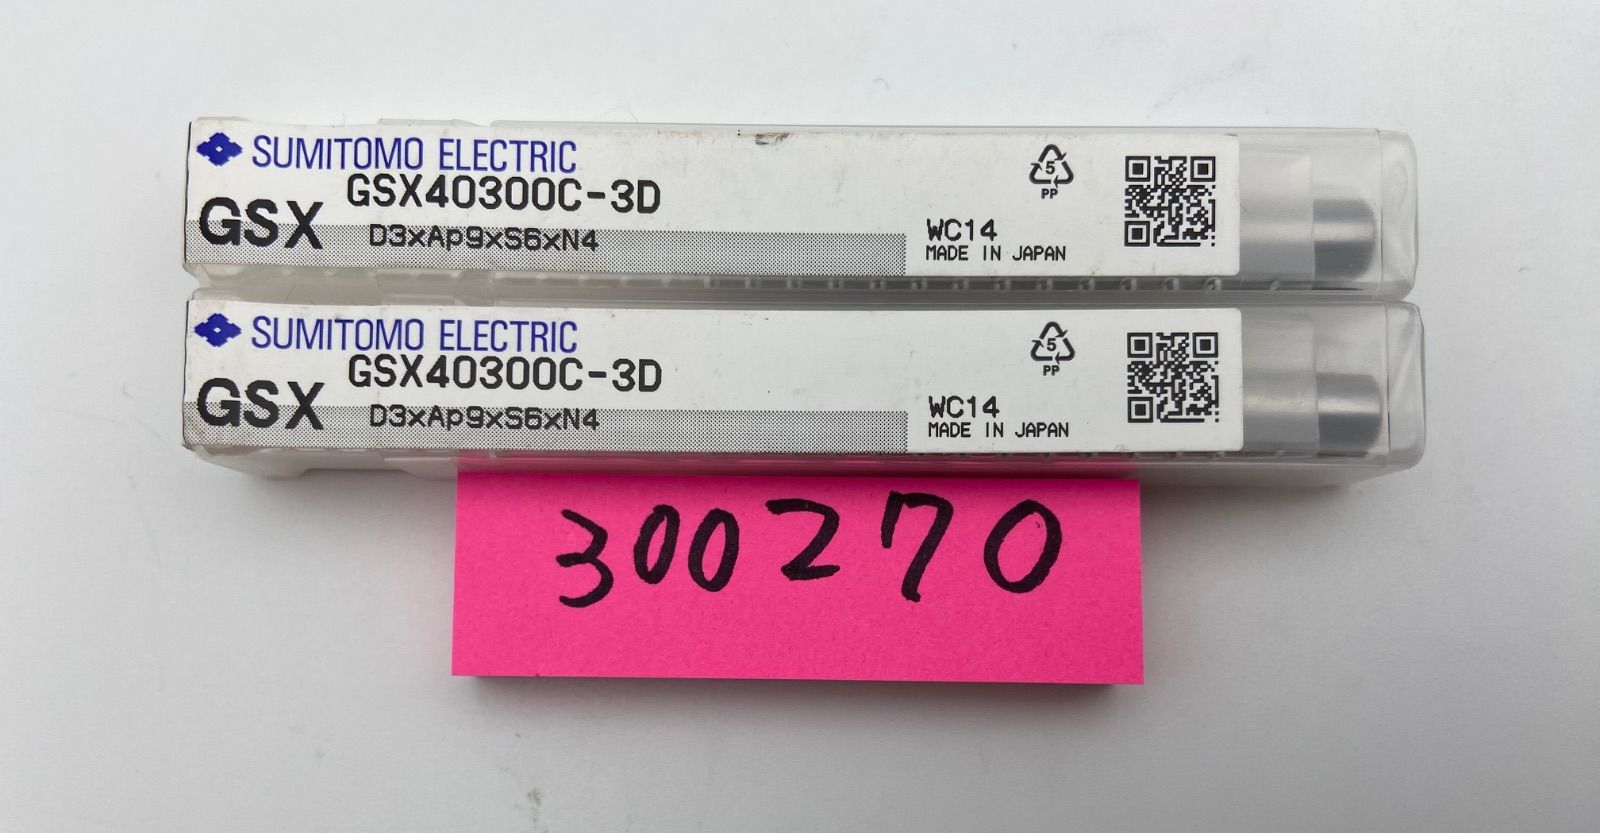 SUMITOMO ELECTRIC
GSX40300C-3D
GSX
D3xAp9xS6xN4
5
PP
WC14
MADE IN JAPAN
SUMITOMO ELECTRIC
GSX40300C-3D
GSX
D3xAp9xS6xN4
5
PP
WC14
MADE IN JAPAN
300270